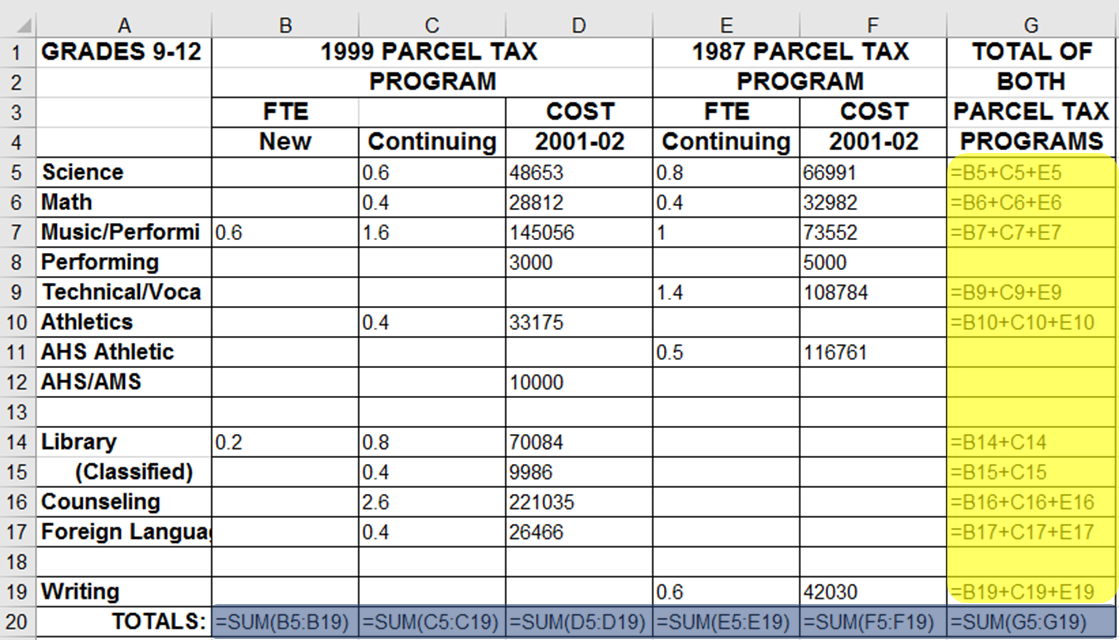 A B C D E F G
1 GRADES 9-12 1999 PARCEL TAX 1987 PARCEL TAX TOTAL OF
2 PROGRAM PROGRAM BOTH
3 FTE COST FTE COST PARCEL TAX
4 New Continuing 2001-02 Continuing 2001-02 PROGRAMS
5 Science 0.6 48653 0.8 66991 =B5+C5+E5
6 Math 0.4 28812 0.4 32982 =B6+C6+E6
7 Music/Performi 0.6 1.6 145056 1 73552 =B7+C7+E7
8 Performing 3000 5000
9 Technical/Voca 1.4 108784 =B9+C9+E9
10 Athletics 0.4 33175 =B10+C10+E10
11 AHS Athletic 0.5 116761
12 AHS/AMS 10000
13
14 Library 0.2 0.8 70084 =B14+C14
15 (Classified) 0.4 9986 =B15+C15
16 Counseling 2.6 221035 =B16+C16+E16
17 Foreign Langua 0.4 26466 =B17+C17+E17
18
19 Writing 0.6 42030 =B19+C19+E19
20 TOTALS: =SUM(B5:B19) =SUM(C5:C19) =SUM(D5:D19) =SUM(E5:E19) =SUM(F5:F19) =SUM(G5:G19)